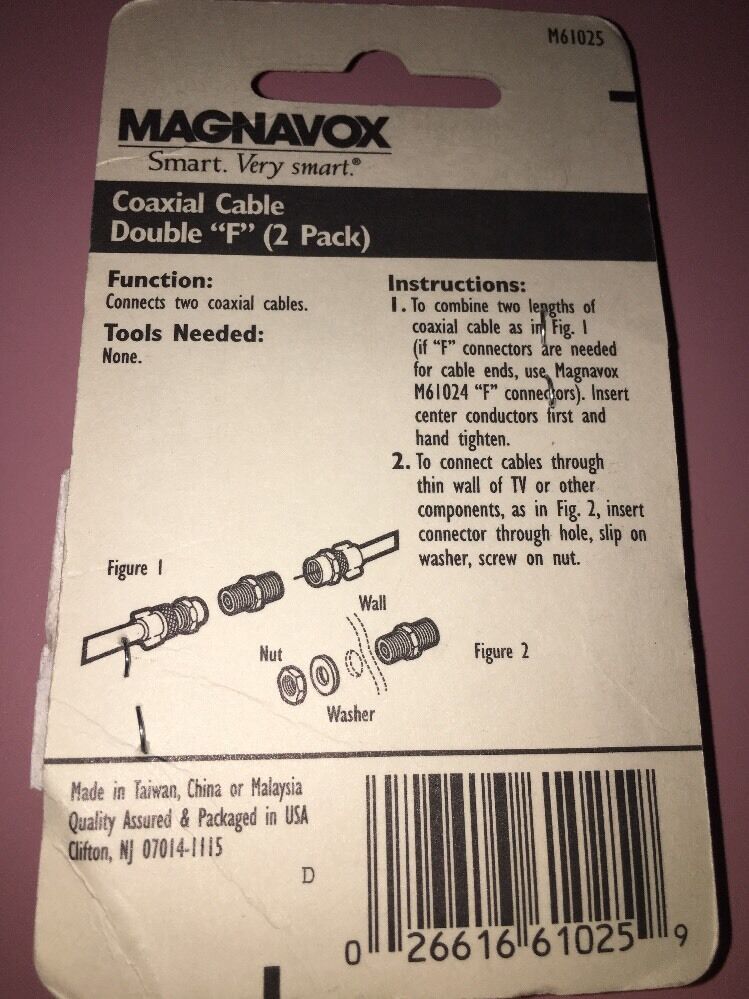 M61025
MAGNAVOX
Smart. Very smart.®
Coaxial Cable
Double “F” (2 Pack)
Function:
Connects two coaxial cables.
Tools Needed:
None.
Instructions:
1. To combine two lengths of
coaxial cable as in Fig. 1
(if “F” connectors are needed
for cable ends, use Magnavox
M61024 “F” connectors). Insert
center conductors first and
hand tighten.
2. To connect cables through
thin wall of TV or other
components, as in Fig. 2, insert
connector through hole, slip on
washer, screw on nut.
Figure 1
Wall
Nut
Figure 2
Washer
Made in Taiwan, China or Malaysia
Quality Assured & Packaged in USA
Clifton, NJ 07014-1115
D
0 26616 61025 9